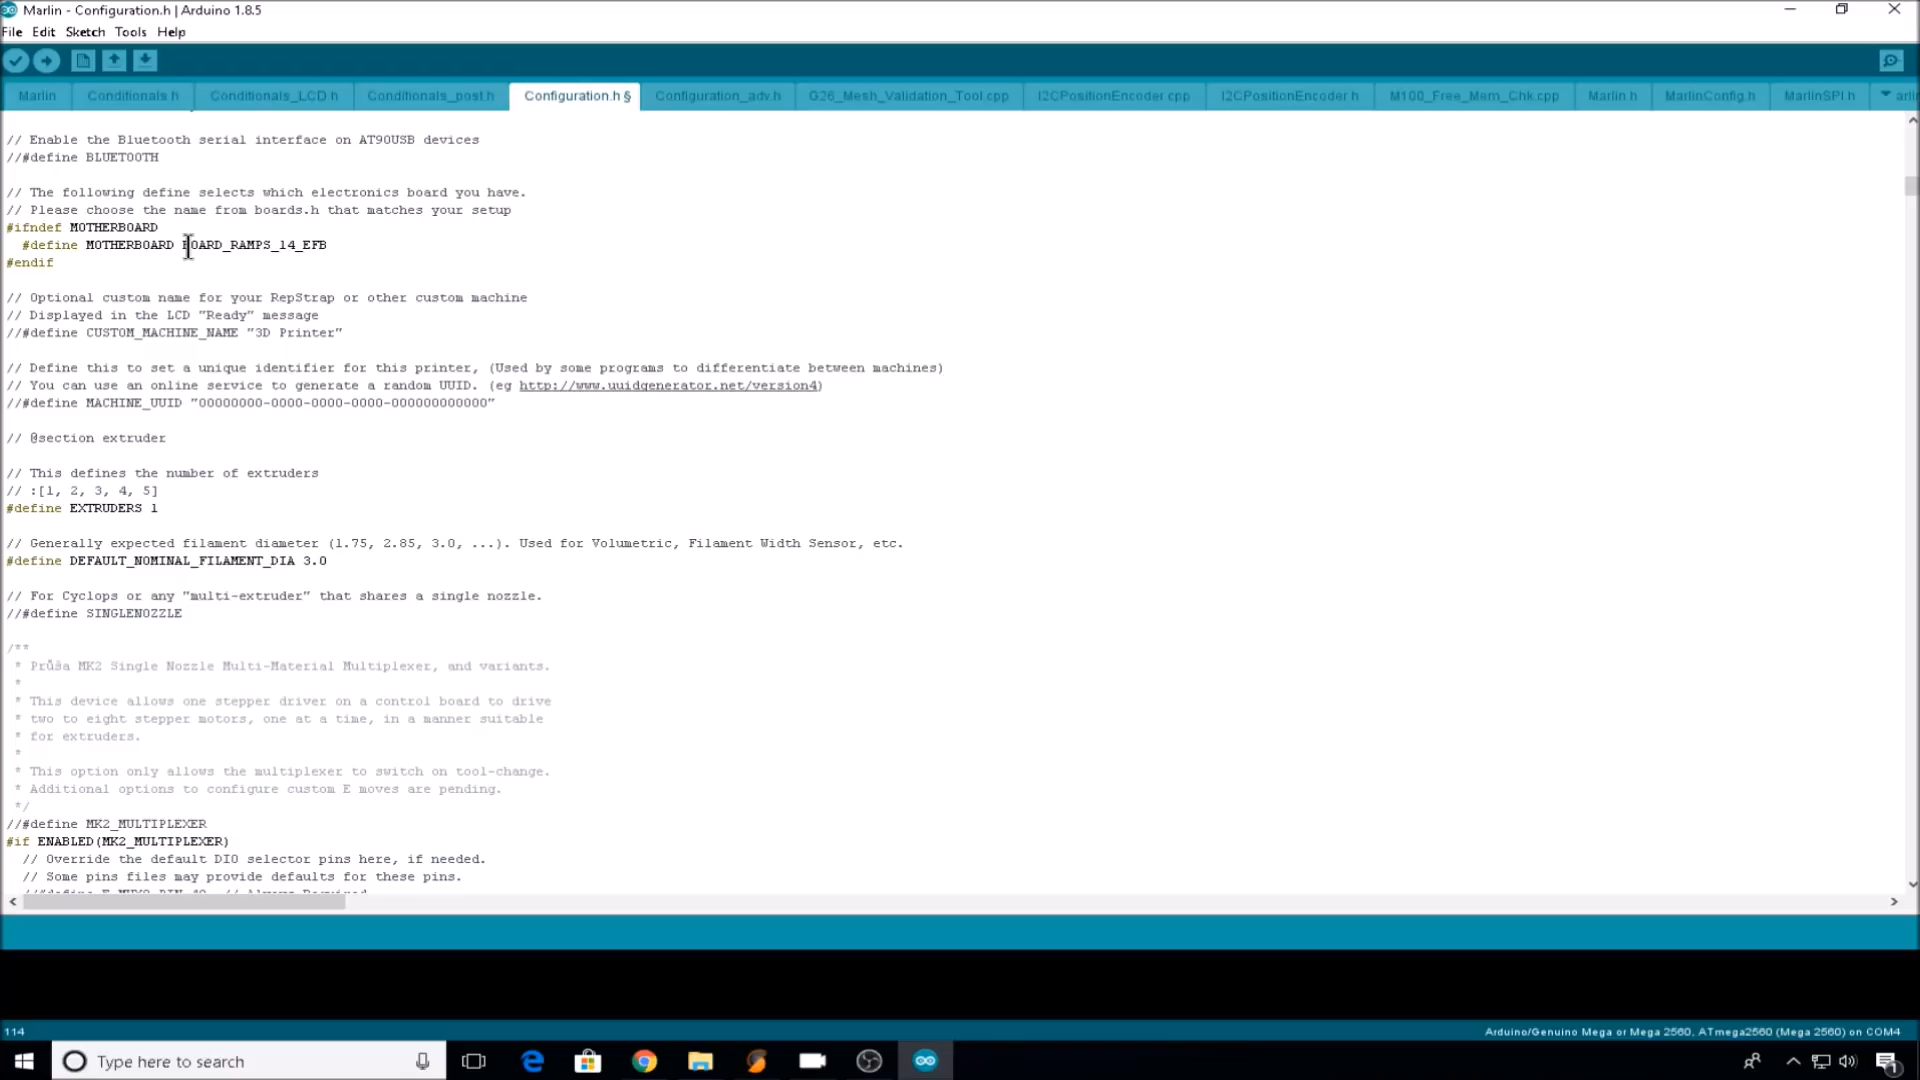 Marlin - Configuration.h | Arduino 1.8.5
File Edit Sketch Tools Help
Marlin Conditionals.h Conditionals_LCD.h Conditionals_post.h Configuration.h § Configuration_adv.h G26_Mesh_Validation_Tool.cpp I2CPositionEncoder.cpp I2CPositionEncoder.h M100_Free_Mem_Chk.cpp Marlin.h MarlinConfig.h MarlinSPI.h
// Enable the Bluetooth serial interface on AT90USB devices
//#define BLUETOOTH
// The following define selects which electronics board you have.
// Please choose the name from boards.h that matches your setup
#ifndef MOTHERBOARD
#define MOTHERBOARD BOARD_RAMPS_14_EFB
#endif
// Optional custom name for your RepStrap or other custom machine
// Displayed in the LCD "Ready" message
//#define CUSTOM_MACHINE_NAME "3D Printer"
// Define this to set a unique identifier for this printer, (Used by some programs to differentiate between machines)
// You can use an online service to generate a random UUID. (eg http://www.uuidgenerator.net/version4)
//#define MACHINE_UUID "00000000-0000-0000-0000-000000000000"
// @section extruder
// This defines the number of extruders
// :[1, 2, 3, 4, 5]
#define EXTRUDERS 1
// Generally expected filament diameter (1.75, 2.85, 3.0, ...). Used for Volumetric, Filament Width Sensor, etc.
#define DEFAULT_NOMINAL_FILAMENT_DIA 3.0
// For Cyclops or any "multi-extruder" that shares a single nozzle.
//#define SINGLENOZZLE
/**
* Průša MK2 Single Nozzle Multi-Material Multiplexer, and variants.
*
* This device allows one stepper driver on a control board to drive
* two to eight stepper motors, one at a time, in a manner suitable
* for extruders.
*
* This option only allows the multiplexer to switch on tool-change.
* Additional options to configure custom E moves are pending.
*/
//#define MK2_MULTIPLEXER
#if ENABLED(MK2_MULTIPLEXER)
// Override the default DIO selector pins here, if needed.
// Some pins files may provide defaults for these pins.
//#define E_MUX0_PIN 40 // Always Required
114
Arduino/Genuino Mega or Mega 2560, ATmega2560 (Mega 2560) on COM4
Type here to search
1